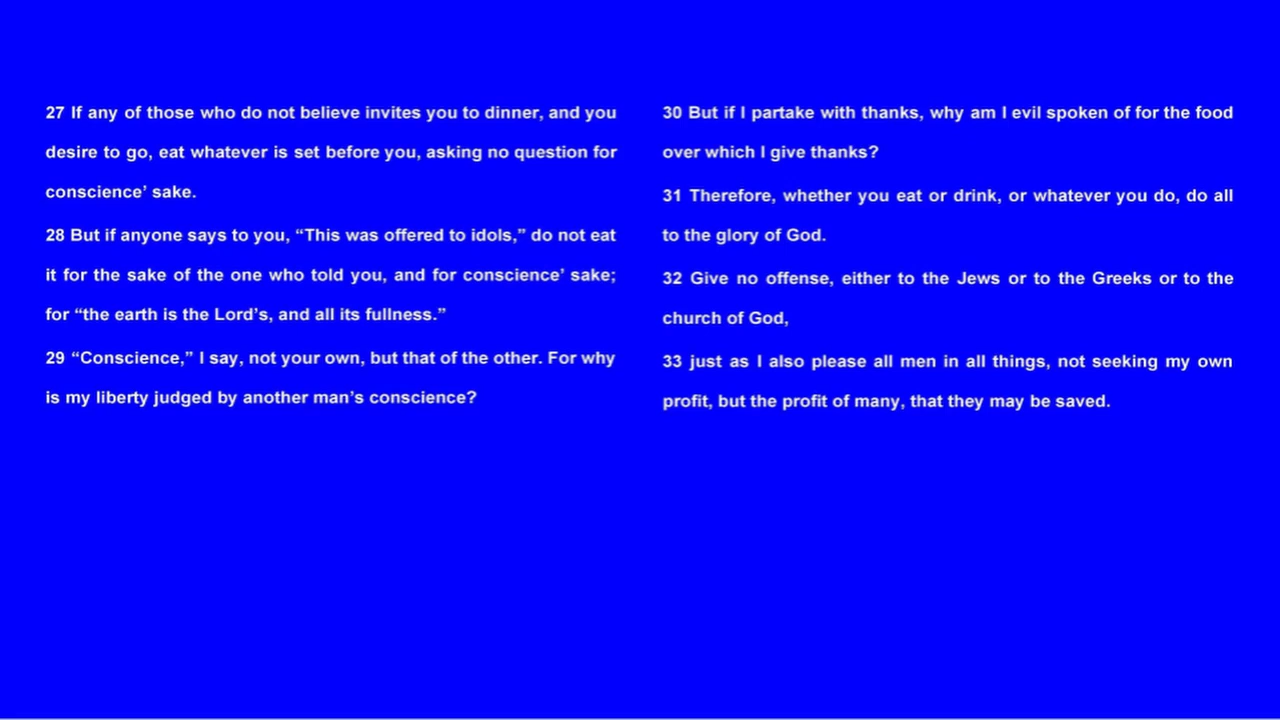 27 If any of those who do not believe invites you to dinner, and you
desire to go, eat whatever is set before you, asking no question for
conscience’ sake.
28 But if anyone says to you, “This was offered to idols,” do not eat
it for the sake of the one who told you, and for conscience’ sake;
for “the earth is the Lord’s, and all its fullness.”
29 “Conscience,” I say, not your own, but that of the other. For why
is my liberty judged by another man’s conscience?
30 But if I partake with thanks, why am I evil spoken of for the food
over which I give thanks?
31 Therefore, whether you eat or drink, or whatever you do, do all
to the glory of God.
32 Give no offense, either to the Jews or to the Greeks or to the
church of God,
33 just as I also please all men in all things, not seeking my own
profit, but the profit of many, that they may be saved.